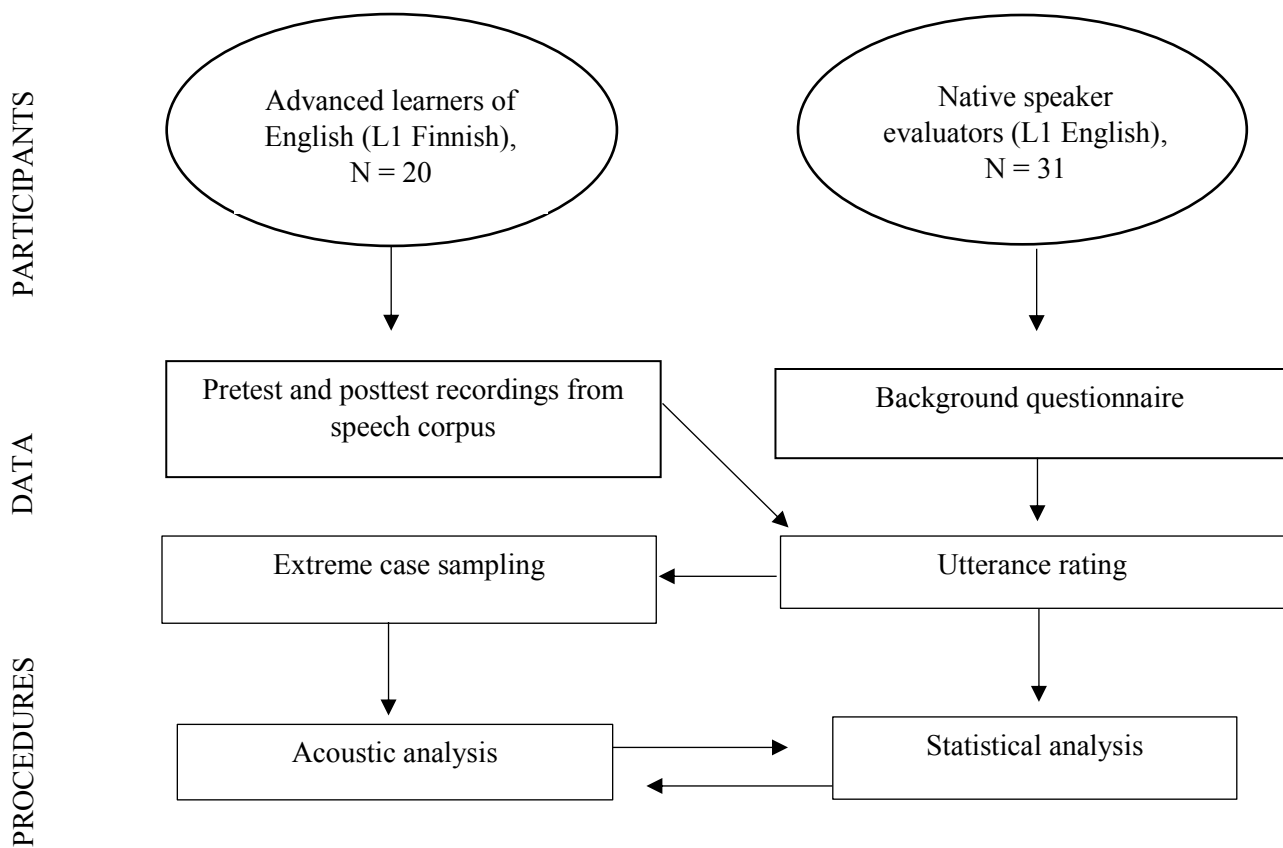 PARTICIPANTS
Advanced learners of
English (L1 Finnish),
N = 20
Native speaker
evaluators (L1 English),
N = 31
DATA
Pretest and posttest recordings from
speech corpus
Background questionnaire
Extreme case sampling
Utterance rating
PROCEDURES
Acoustic analysis
Statistical analysis